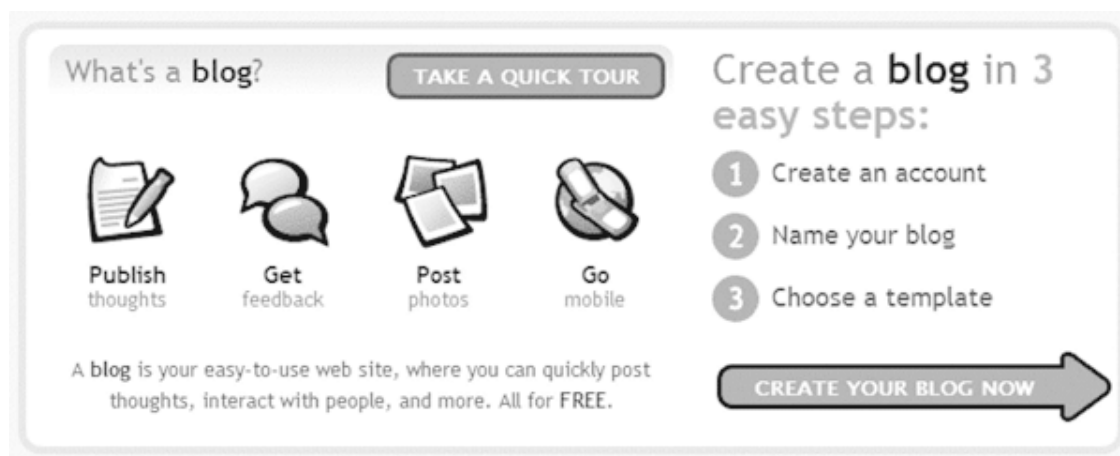 What's a blog?
TAKE A QUICK TOUR
Publish
thoughts
Get
feedback
Post
photos
Go
mobile
A blog is your easy-to-use web site, where you can quickly post
thoughts, interact with people, and more. All for FREE.
Create a blog in 3
easy steps:
1 Create an account
2 Name your blog
3 Choose a template
CREATE YOUR BLOG NOW